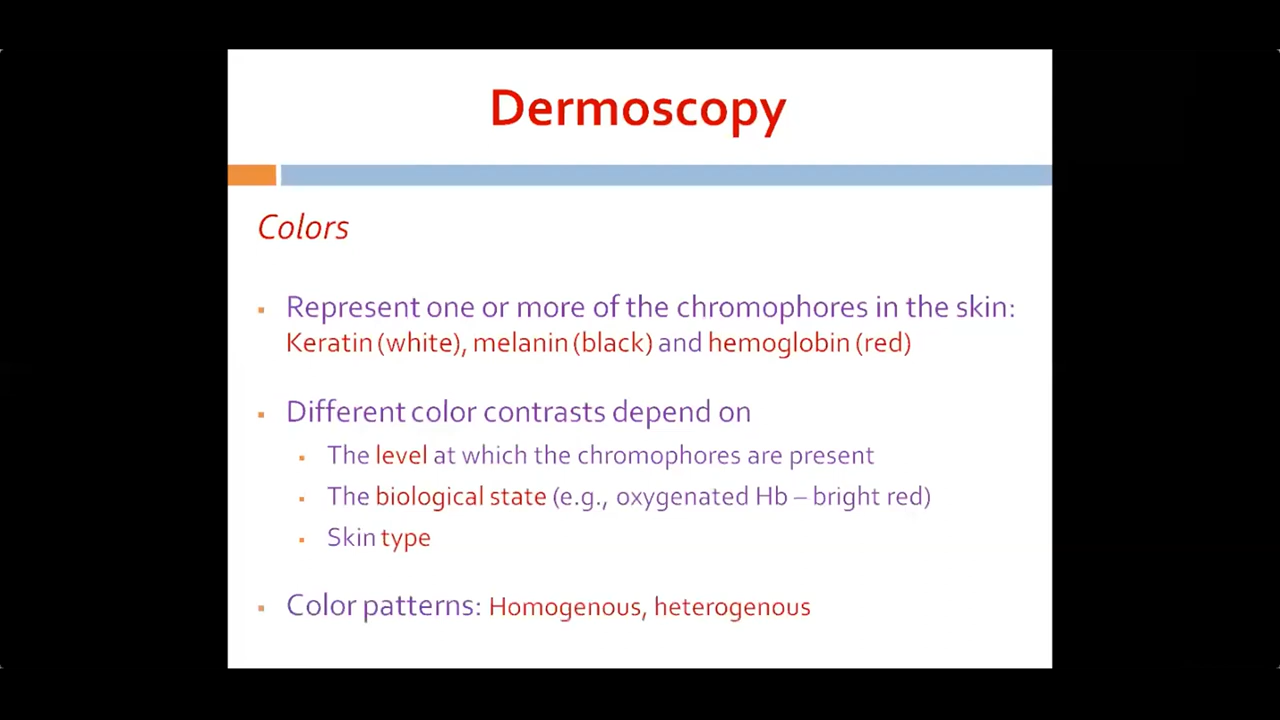 Dermoscopy
Colors
▪ Represent one or more of the chromophores in the skin:
Keratin (white), melanin (black) and hemoglobin (red)
▪ Different color contrasts depend on
▪ The level at which the chromophores are present
▪ The biological state (e.g., oxygenated Hb – bright red)
▪ Skin type
▪ Color patterns: Homogenous, heterogenous